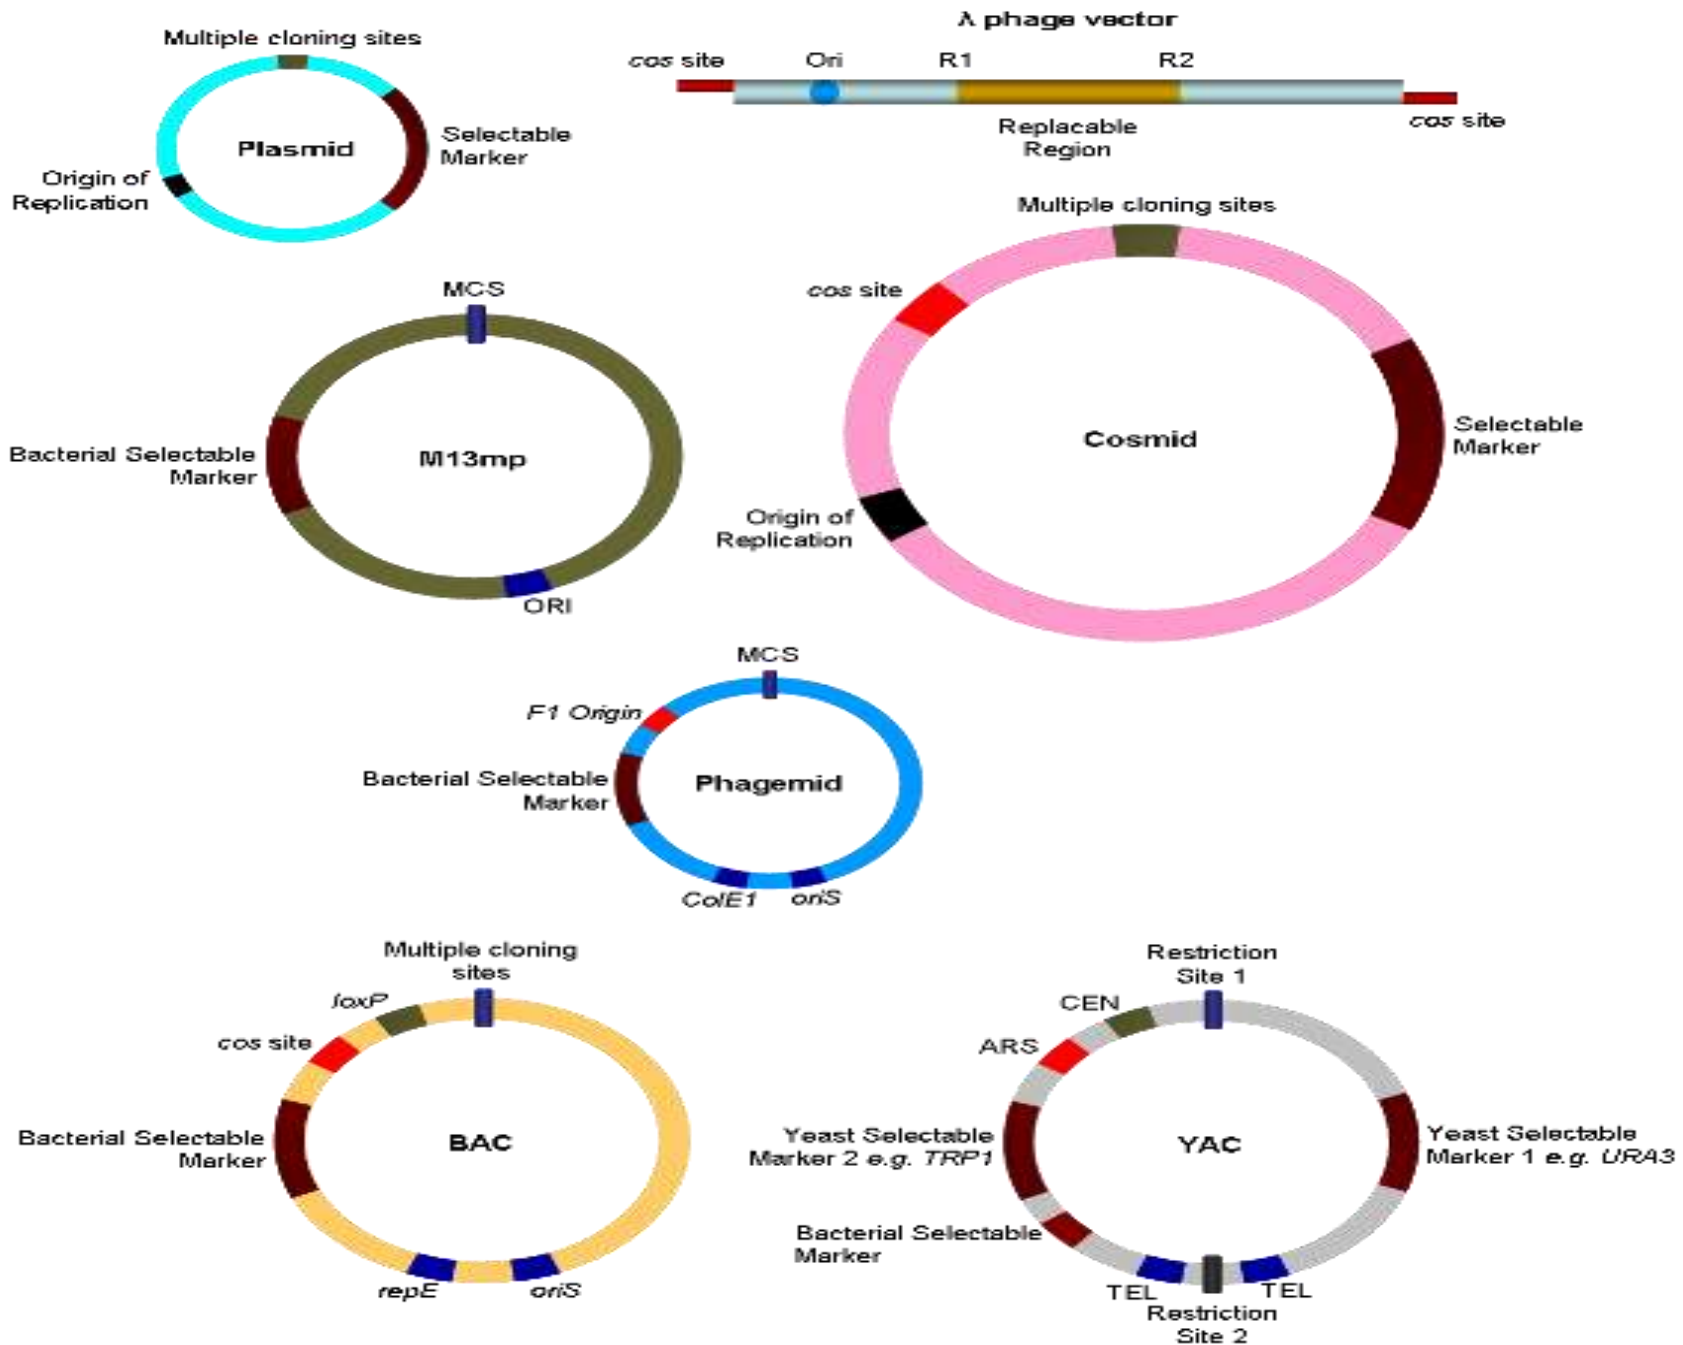 λ phage vector
Multiple cloning sites
cos site
Ori
R1
R2
cos site
Replacable
Region
Plasmid
Selectable
Marker
Origin of
Replication
Multiple cloning sites
cos site
Cosmid
Selectable
Marker
Origin of
Replication
MCS
Bacterial Selectable
Marker
M13mp
ORI
MCS
F1 Origin
Bacterial Selectable
Marker
Phagemid
ColE1
oriS
Multiple cloning
sites
loxP
cos site
Bacterial Selectable
Marker
BAC
repE
oriS
Restriction
Site 1
CEN
ARS
Yeast Selectable
Marker 2 e.g. TRP1
YAC
Yeast Selectable
Marker 1 e.g. URA3
Bacterial Selectable
Marker
TEL
TEL
Restriction
Site 2